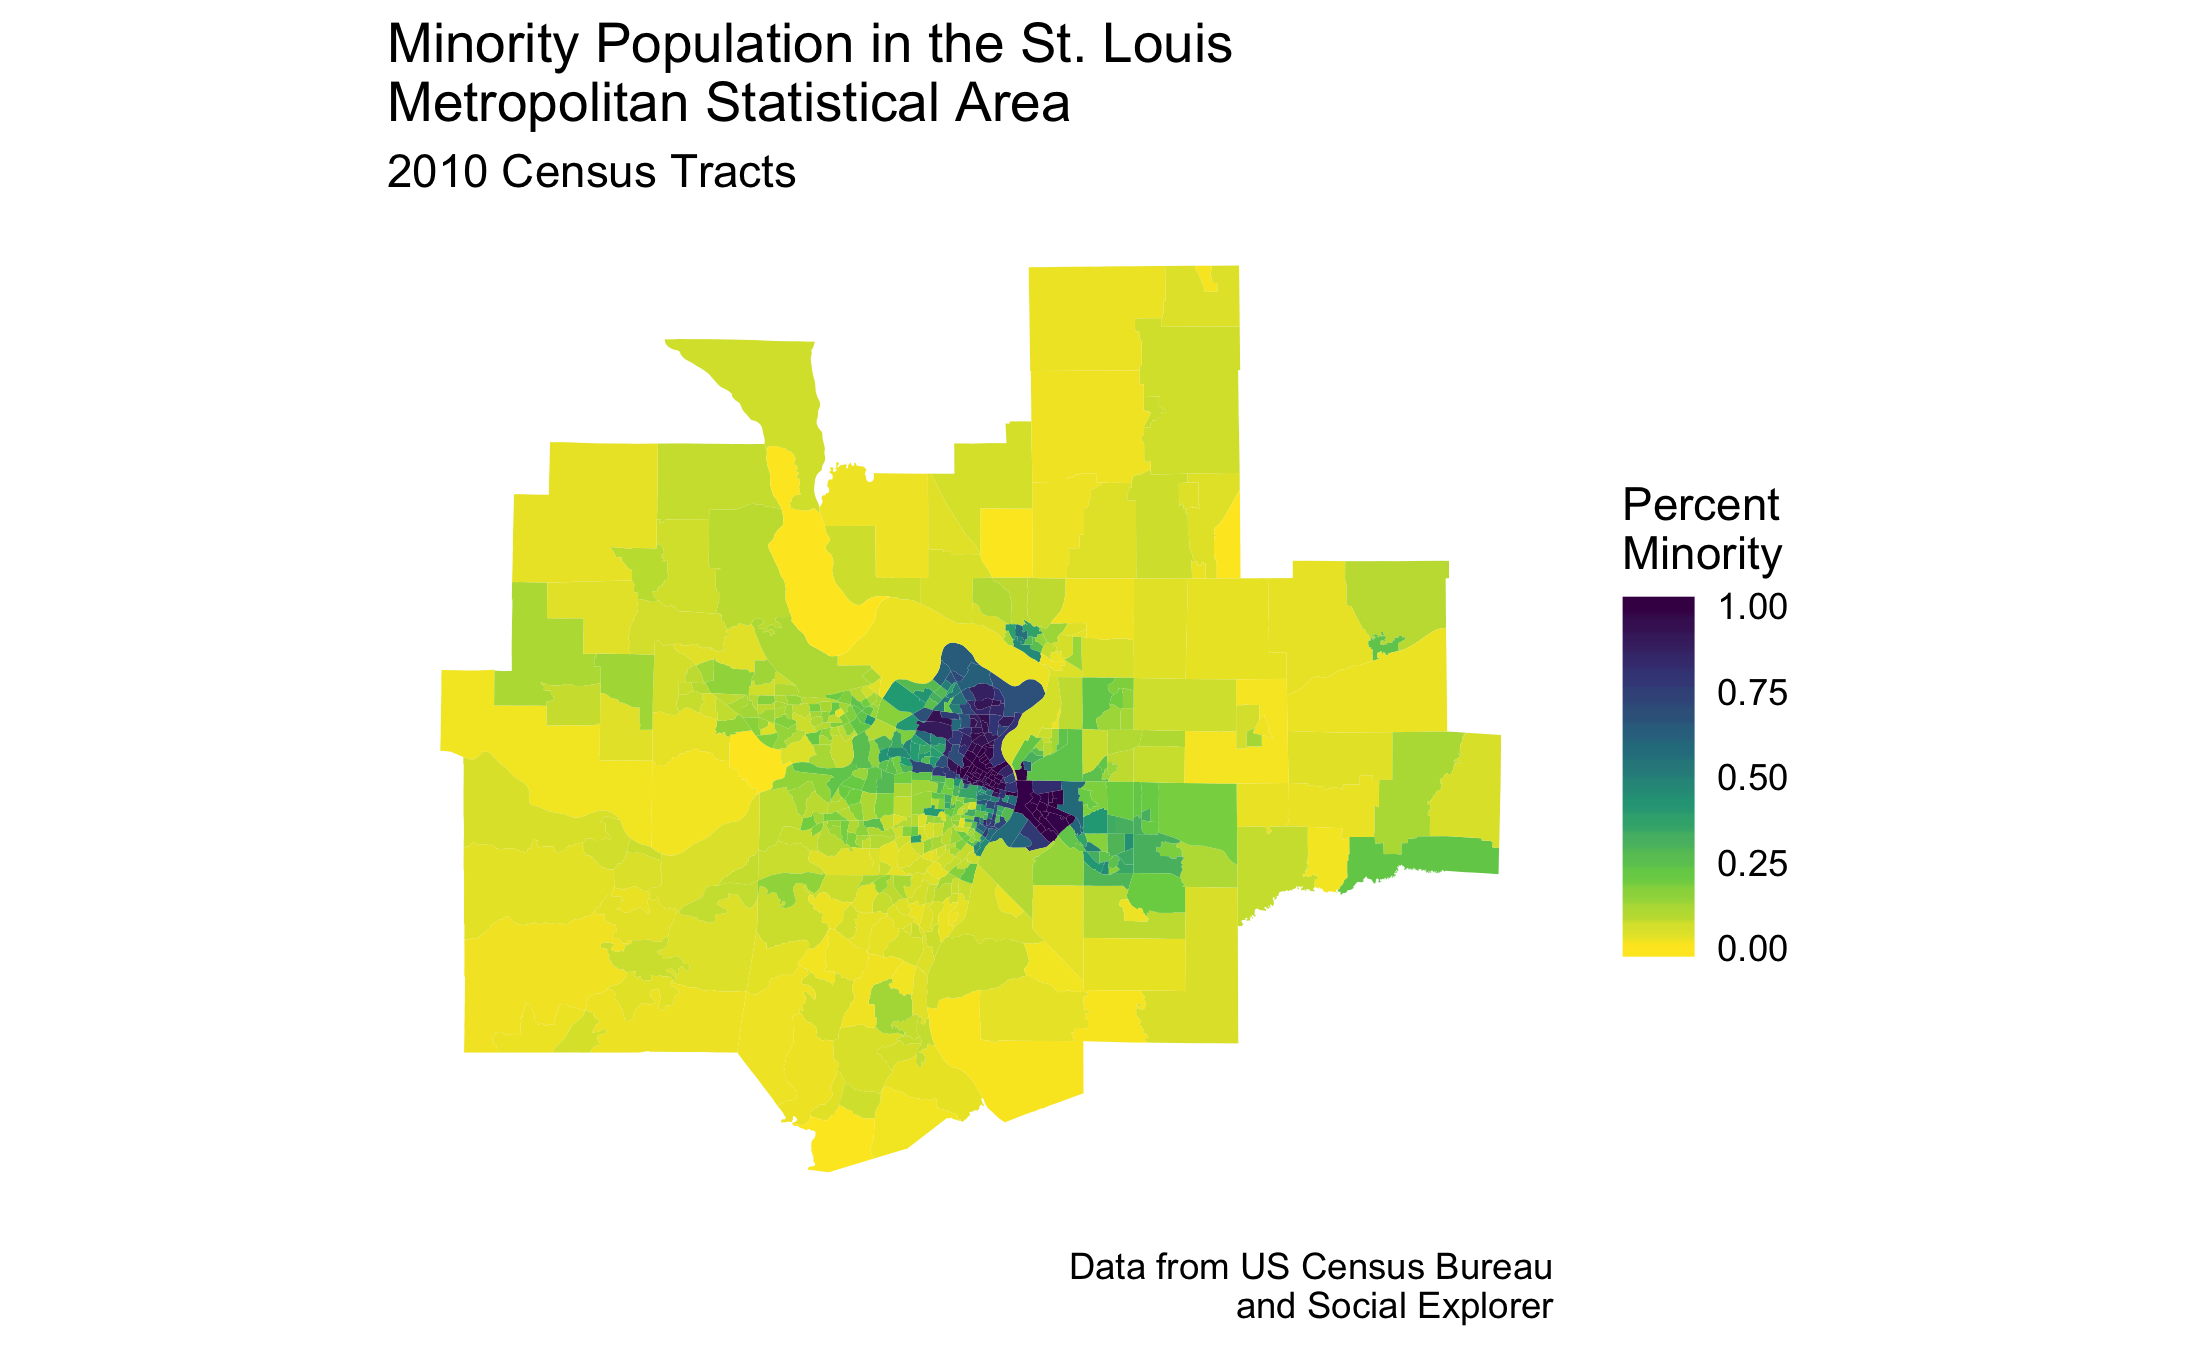 Minority Population in the St. Louis
Metropolitan Statistical Area
2010 Census Tracts
Percent
Minority
1.00
0.75
0.50
0.25
0.00
Data from US Census Bureau
and Social Explorer